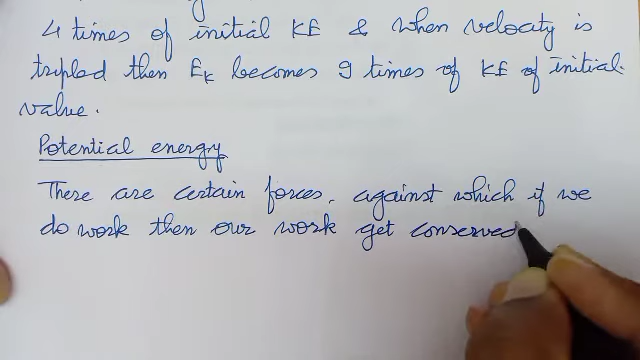 4 times of initial KE & when velocity is
tripled then EK becomes 9 times of KE of initial
value.
Potential energy
There are certain forces, against which if we
do work then our work get conserved